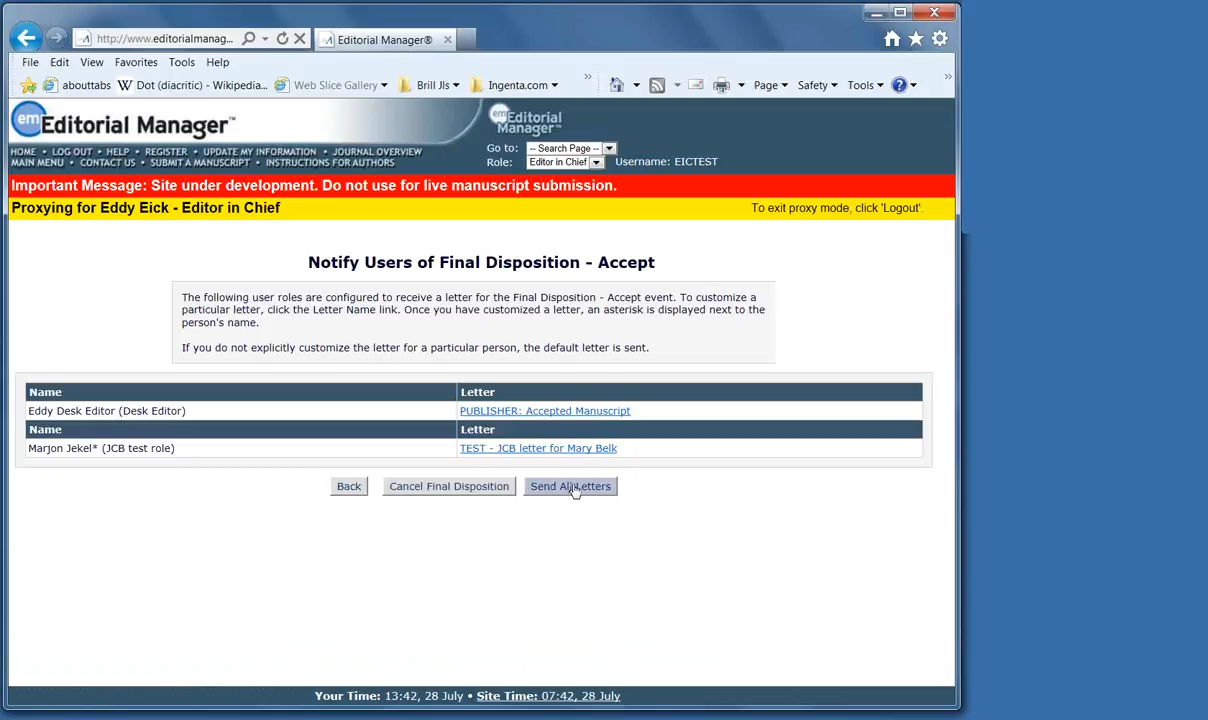 http://www.editorialmanag...
Editorial Manager®
File Edit View Favorites Tools Help
abouttabs
Dot (diacritic) - Wikipedia...
Web Slice Gallery
Brill Jls
Ingenta.com
»
Page
Safety
Tools
»
em Editorial Manager™
em Editorial Manager™
HOME • LOG OUT • HELP • REGISTER • UPDATE MY INFORMATION • JOURNAL OVERVIEW
MAIN MENU • CONTACT US • SUBMIT A MANUSCRIPT • INSTRUCTIONS FOR AUTHORS
Go to: -- Search Page --
Role: Editor in Chief Username: EICTEST
Important Message: Site under development. Do not use for live manuscript submission.
Proxying for Eddy Eick - Editor in Chief
To exit proxy mode, click 'Logout'.
Notify Users of Final Disposition - Accept
The following user roles are configured to receive a letter for the Final Disposition - Accept event. To customize a
particular letter, click the Letter Name link. Once you have customized a letter, an asterisk is displayed next to the
person's name.
If you do not explicitly customize the letter for a particular person, the default letter is sent.
Name Letter
Eddy Desk Editor (Desk Editor) PUBLISHER: Accepted Manuscript
Name Letter
Marjon Jekel* (JCB test role) TEST - JCB letter for Mary Belk
Back Cancel Final Disposition Send All Letters
Your Time: 13:42, 28 July • Site Time: 07:42, 28 July